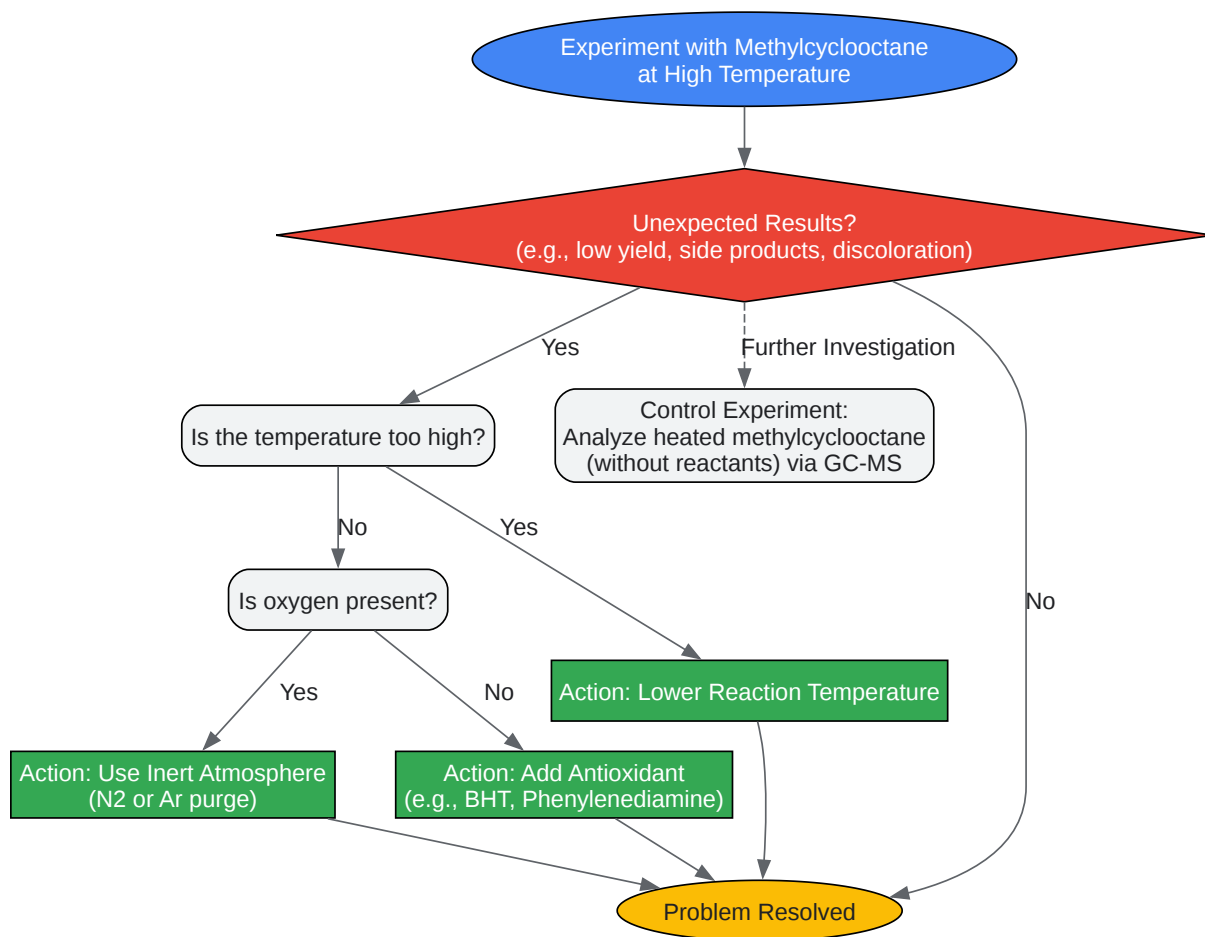 Experiment with Methylcyclooctane
at High Temperature
Unexpected Results?
(e.g., low yield, side products, discoloration)
Yes
Further Investigation
Is the temperature too high?
Control Experiment:
Analyze heated methylcyclooctane
(without reactants) via GC-MS
No
Yes
Is oxygen present?
No
Yes
No
Action: Lower Reaction Temperature
Action: Use Inert Atmosphere
(N2 or Ar purge)
Action: Add Antioxidant
(e.g., BHT, Phenylenediamine)
Problem Resolved